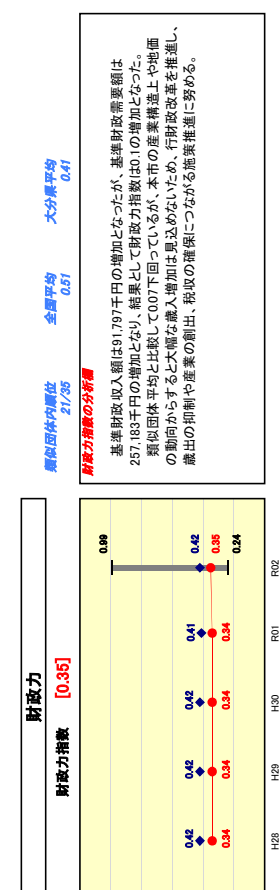 財政力
財政力指数 [0.35]
0.99
0.42
0.42
0.42
0.41
0.42
0.34
0.34
0.34
0.34
0.35
0.24
H28
H29
H30
R01
R02
類似団体内順位
21/35
全国平均
0.51
大分県平均
0.41
財政力指数の分析欄
基準財政収入額は91,797千円の増加となったが、基準財政需要額は
257,183千円の増加となり、結果として財政力指数は0.1の増加となった。
類似団体平均と比較して0.07下回っているが、本市の産業構造上や地価
の動向からすると大幅な歳入増加は見込めないため、行財政改革を推進し、
歳出の抑制や産業の創出、税収の確保につながる施策推進に努める。